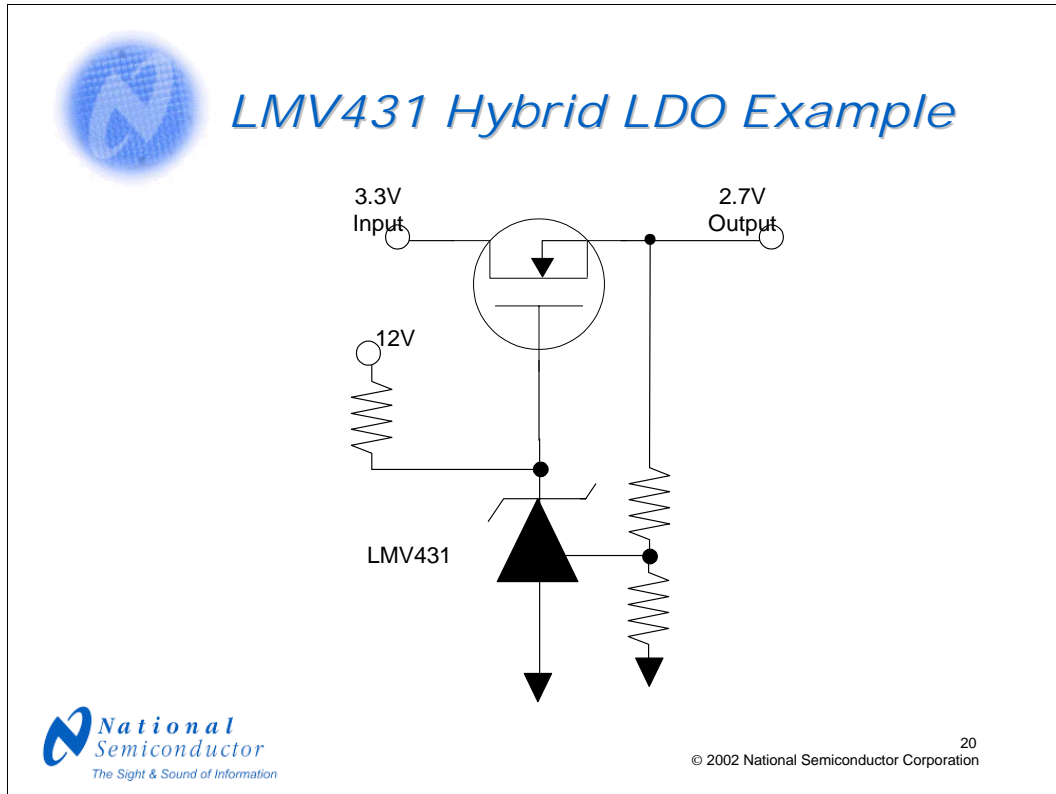 LMV431 Hybrid LDO Example
3.3V
Input
2.7V
Output
12V
LMV431
National
Semiconductor
The Sight & Sound of Information
20
© 2002 National Semiconductor Corporation